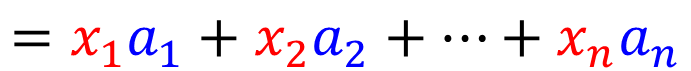 = x₁a₁ + x₂a₂ + ⋯ + xₙaₙ